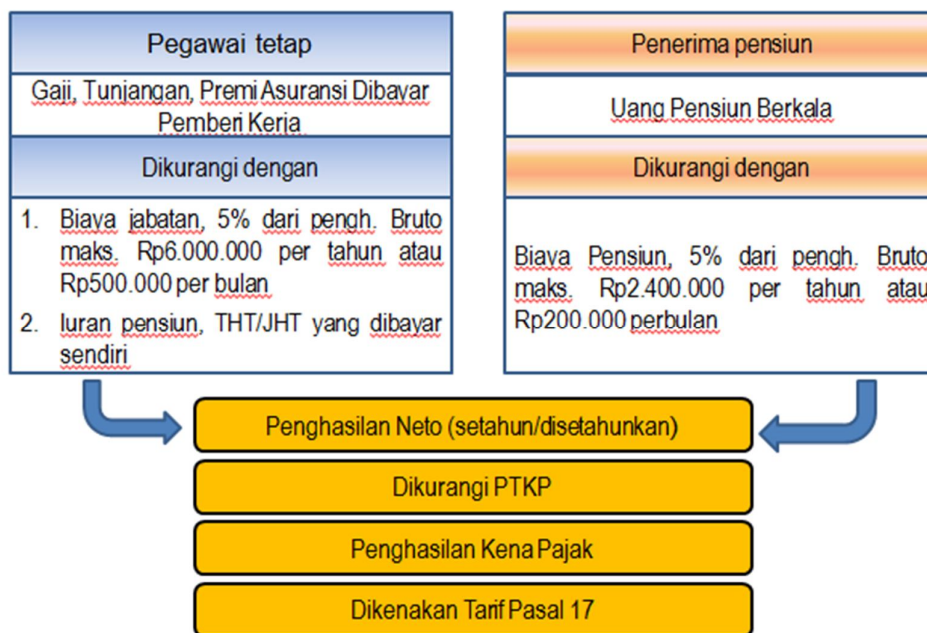 Pegawai tetap
Gaji, Tunjangan, Premi Asuransi Dibayar
Pemberi Kerja
Dikurangi dengan
1. Biaya jabatan, 5% dari pengh. Bruto
maks. Rp6.000.000 per tahun atau
Rp500.000 per bulan
2. Iuran pensiun, THT/JHT yang dibayar
sendiri
Penerima pensiun
Uang Pensiun Berkala
Dikurangi dengan
Biaya Pensiun, 5% dari pengh. Bruto
maks. Rp2.400.000 per tahun atau
Rp200.000 perbulan
Penghasilan Neto (setahun/disetahunkan)
Dikurangi PTKP
Penghasilan Kena Pajak
Dikenakan Tarif Pasal 17